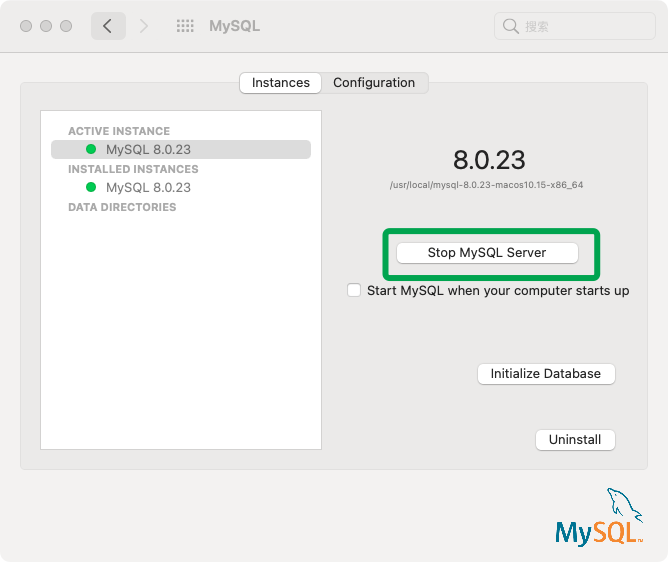 MySQL
搜索
Instances
Configuration
ACTIVE INSTANCE
MySQL 8.0.23
INSTALLED INSTANCES
MySQL 8.0.23
DATA DIRECTORIES
8.0.23
/usr/local/mysql-8.0.23-macos10.15-x86_64
Stop MySQL Server
Start MySQL when your computer starts up
Initialize Database
Uninstall
MySQL